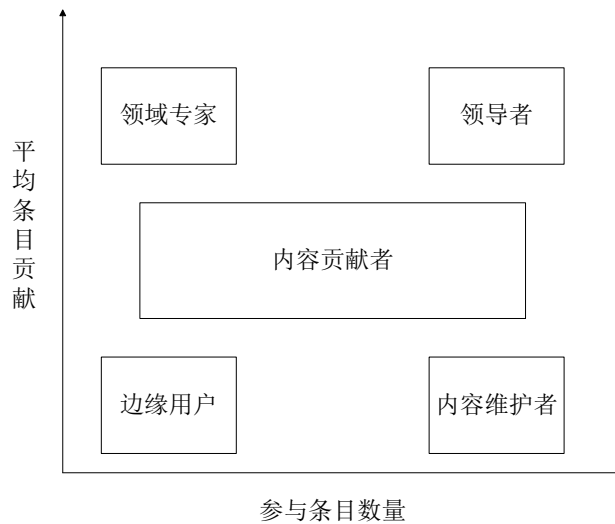 领域专家
领导者
平均条目贡献
内容贡献者
边缘用户
内容维护者
参与条目数量